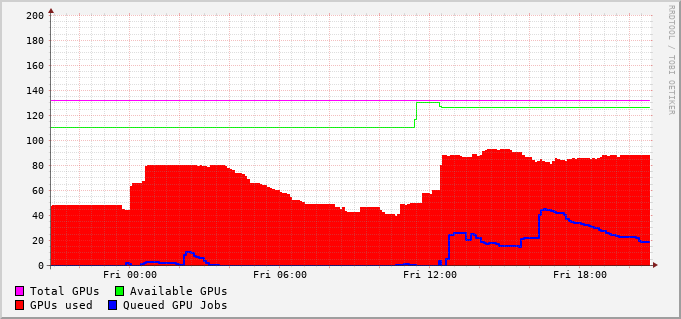 200
180
160
140
120
100
80
60
40
20
0
Fri 00:00 Fri 06:00 Fri 12:00 Fri 18:00
Total GPUs Available GPUs
GPUs used Queued GPU Jobs
RRDTOOL / TOBI OETIKER